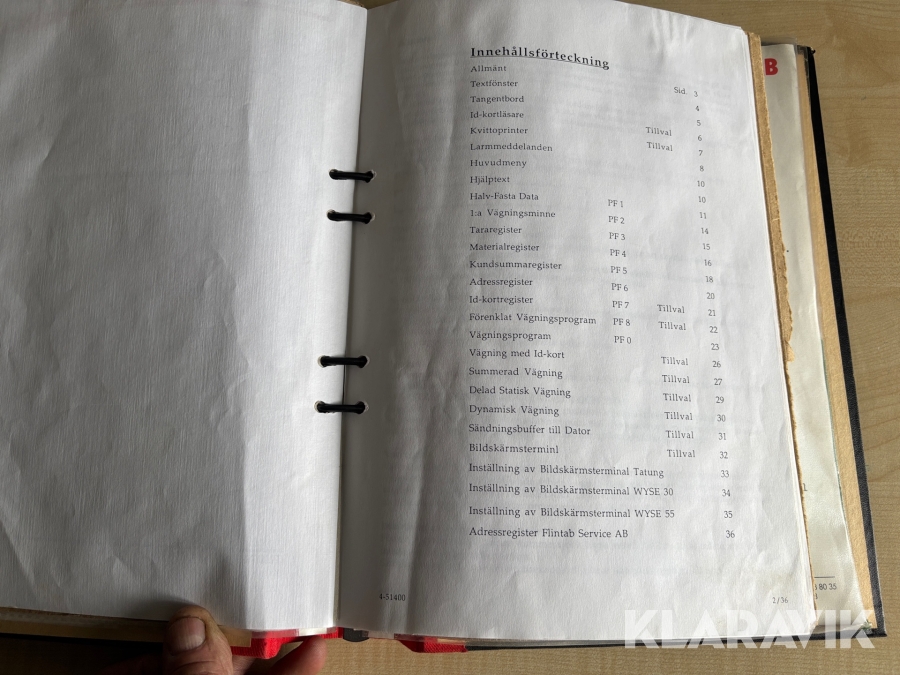 Innehållsförteckning
Sid.
Allmänt 3
Textfönster 4
Tangentbord 5
Id-kortläsare Tillval 6
Kvittoprinter Tillval 7
Larmmeddelanden 8
Huvudmeny 10
Hjälptext 10
Halv-Fasta Data PF 1 11
1:a Vägningsminne PF 2 14
Tararegister PF 3 15
Materialregister PF 4 16
Kundsummaregister PF 5 18
Adressregister PF 6 20
Id-kortregister PF 7 Tillval 21
Förenklat Vägningsprogram PF 8 Tillval 22
Vägningsprogram PF 0 23
Vägning med Id-kort Tillval 26
Summerad Vägning Tillval 27
Delad Statisk Vägning Tillval 29
Dynamisk Vägning Tillval 30
Sändningsbuffer till Dator Tillval 31
Bildskärmsterminl Tillval 32
Inställning av Bildskärmsterminal Tatung 33
Inställning av Bildskärmsterminal WYSE 30 34
Inställning av Bildskärmsterminal WYSE 55 35
Adressregister Flintab Service AB 36
4-51400
2/36
B
80 35
KLARAVIK